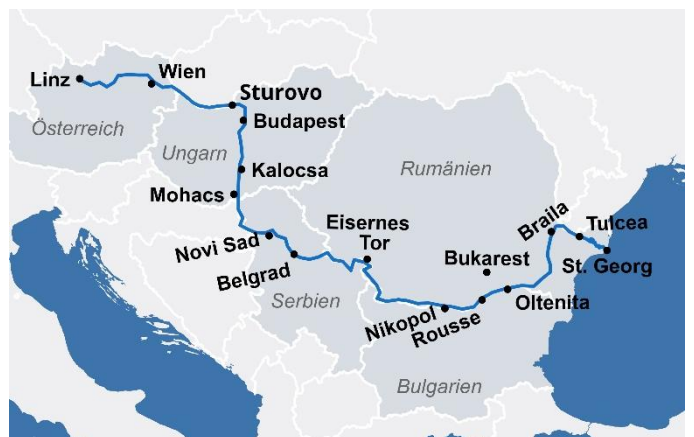 Linz
Wien
Sturovo
Österreich
Budapest
Ungarn
Kalocsa
Rumänien
Mohacs
Eisernes
Tor
Braila
Tulcea
Novi Sad
Bukarest
St. Georg
Belgrad
Serbien
Nikopol
Rousse
Oltenita
Bulgarien